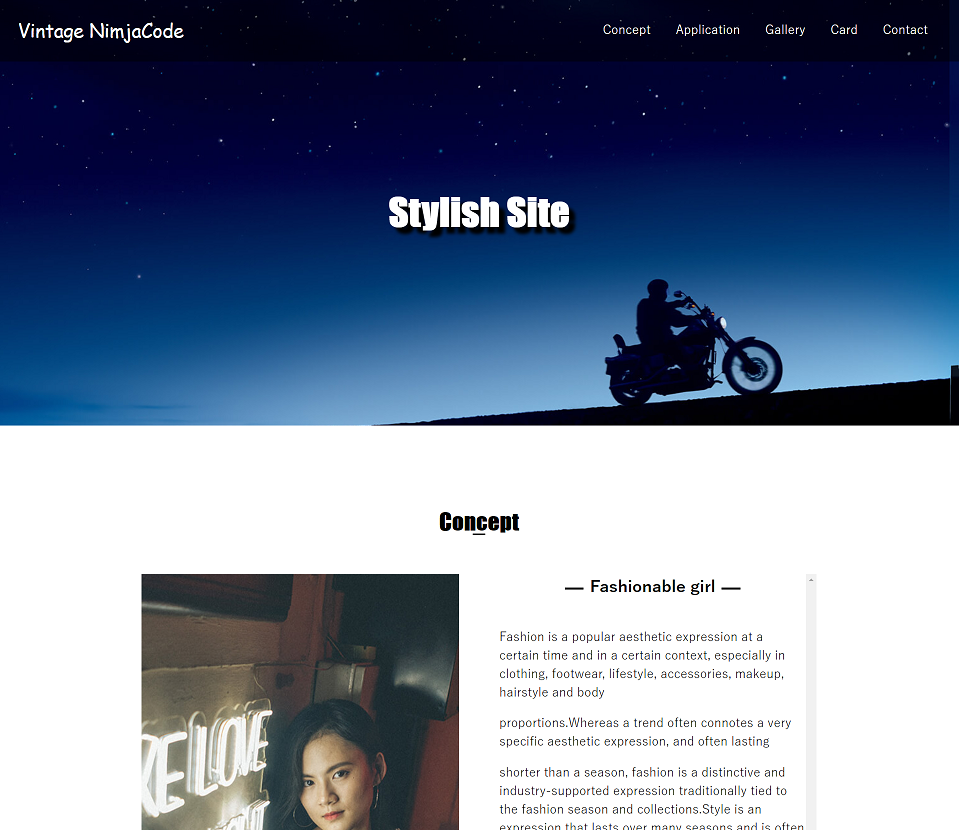 Vintage NimjaCode
Concept Application Gallery Card Contact
Stylish Site
Concept
— Fashionable girl —
KE LOVE
Fashion is a popular aesthetic expression at a
certain time and in a certain context, especially in
clothing, footwear, lifestyle, accessories, makeup,
hairstyle and body
proportions.Whereas a trend often connotes a very
specific aesthetic expression, and often lasting
shorter than a season, fashion is a distinctive and
industry-supported expression traditionally tied to
the fashion season and collections.Style is an
expression that lasts over many seasons and is often